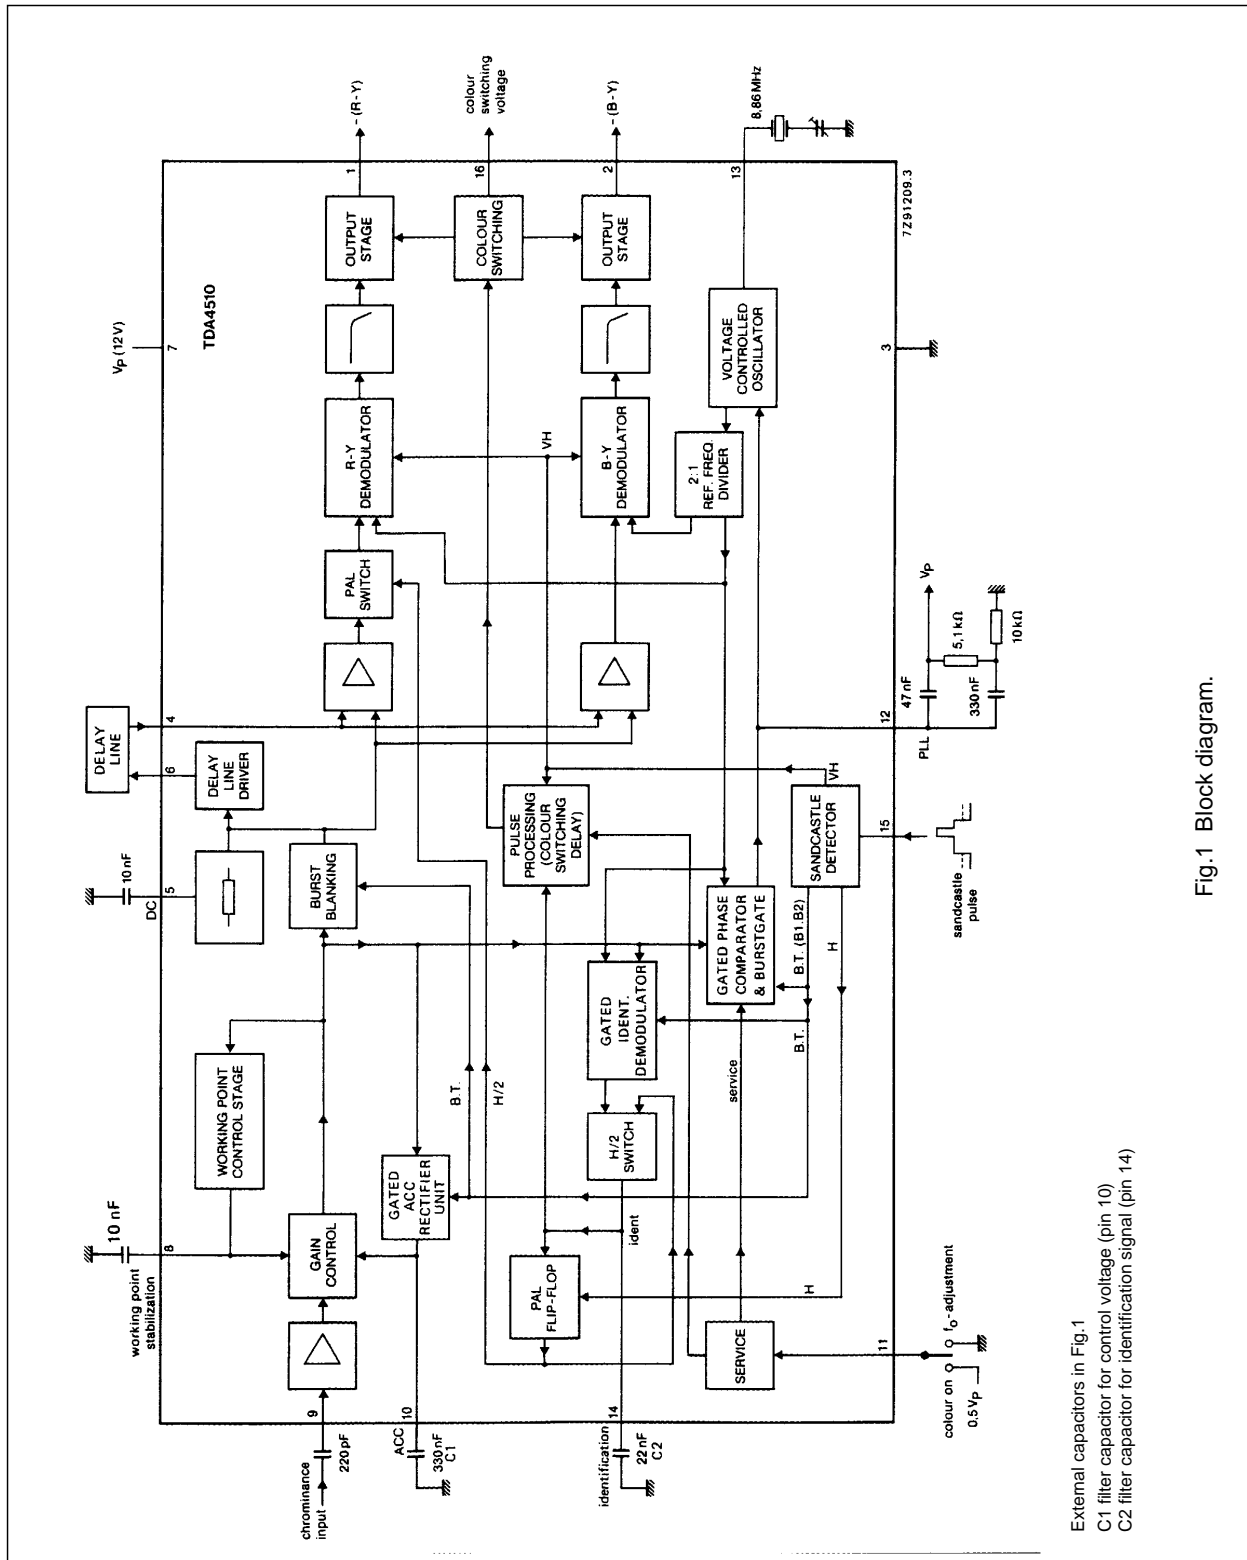 chrominance
input
220 pF
9
working point
stabilization
10 nF
8
GAIN
CONTROL
WORKING POINT
CONTROL STAGE
DC
5
10 nF
BURST
BLANKING
DELAY
LINE
DRIVER
6
DELAY
LINE
4
VP (12V)
7
TDA4510
PAL
SWITCH
R-Y
DEMODULATOR
OUTPUT
STAGE
1
- (R-Y)
ACC
10
330 nF
C1
GATED
ACC
RECTIFIER
UNIT
B.T.
H/2
PULSE
PROCESSING
(COLOUR
SWITCHING
DELAY)
VH
COLOUR
SWITCHING
16
colour
switching
voltage
identification
14
22 nF
C2
PAL
FLIP-FLOP
ident
H/2
SWITCH
GATED
IDENT.
DEMODULATOR
B-Y
DEMODULATOR
OUTPUT
STAGE
2
- (B-Y)
SERVICE
service
GATED PHASE
COMPARATOR
& BURSTGATE
2:1
REF. FREQ.
DIVIDER
VOLTAGE
CONTROLLED
OSCILLATOR
13
8,86 MHz
H
B.T.
B.T. (B1.B2)
H
SANDCASTLE
DETECTOR
VH
11
colour on
fo-adjustment
0.5 VP
15
sandcastle
pulse
PLL
12
47 nF
330 nF
VP
5,1 kΩ
10 kΩ
3
7Z91209.3
External capacitors in Fig.1
C1 filter capacitor for control voltage (pin 10)
C2 filter capacitor for identification signal (pin 14)
Fig.1 Block diagram.